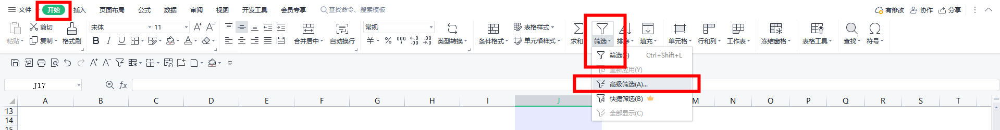 文件 开始 插入 页面布局 公式 数据 审阅 视图 开发工具 会员专享 查找命令、搜索模板 有修改 协作 分享
剪切 宋体 11 A+ A- 常规 表格样式
粘贴 复制 格式刷 B I U A 合并居中 自动换行 ¥ % 000 类型转换 条件格式 单元格样式 求和 筛选 排序 填充 单元格 行和列 工作表 冻结窗格 表格工具 查找 符号
筛选(F) Ctrl+Shift+L
重新应用(Y)
高级筛选(A)...
快捷筛选(B)
全部显示(C)
J17 fx
A B C D E F G H I J M N O P Q R S T
13
14
15